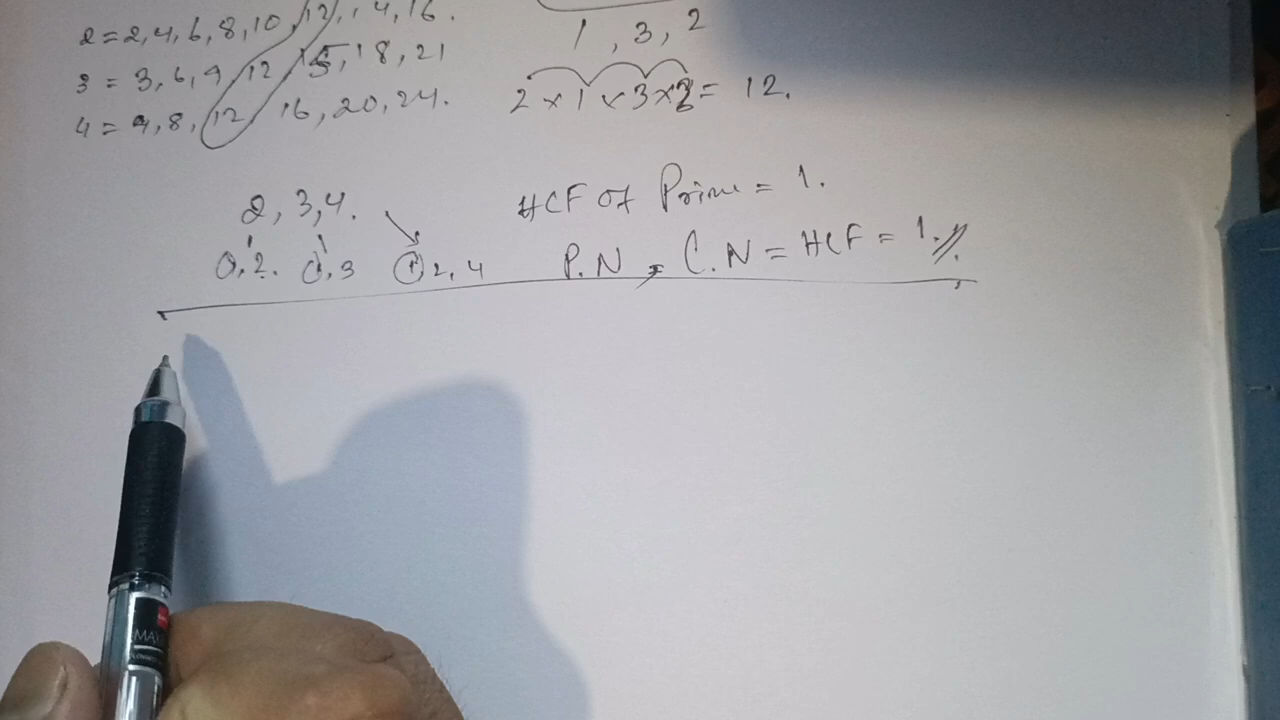 2 = 2, 4, 6, 8, 10, 12, 14, 16.
3 = 3, 6, 9, 12, 15, 18, 21
4 = 4, 8, 12, 16, 20, 24.
1, 3, 2
2 × 1 × 3 × 2 = 12.
2, 3, 4.
1, 2. 1, 3 1, 2, 4
HCF of Prime = 1.
P.N, C.N = HCF = 1.
MAX